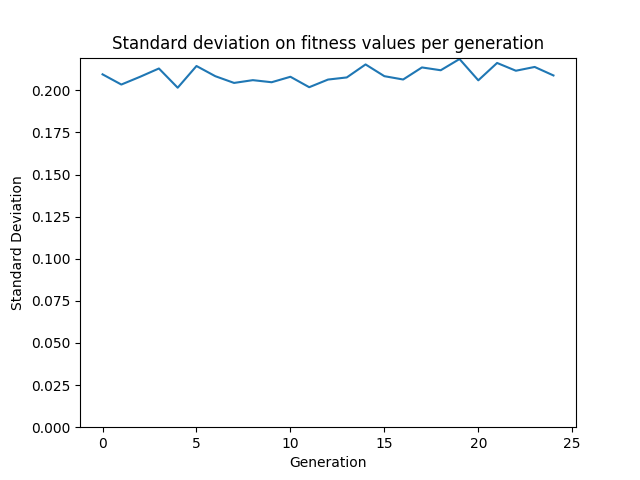 Standard deviation on fitness values per generation
Standard Deviation
0.200
0.175
0.150
0.125
0.100
0.075
0.050
0.025
0.000
0 5 10 15 20 25
Generation